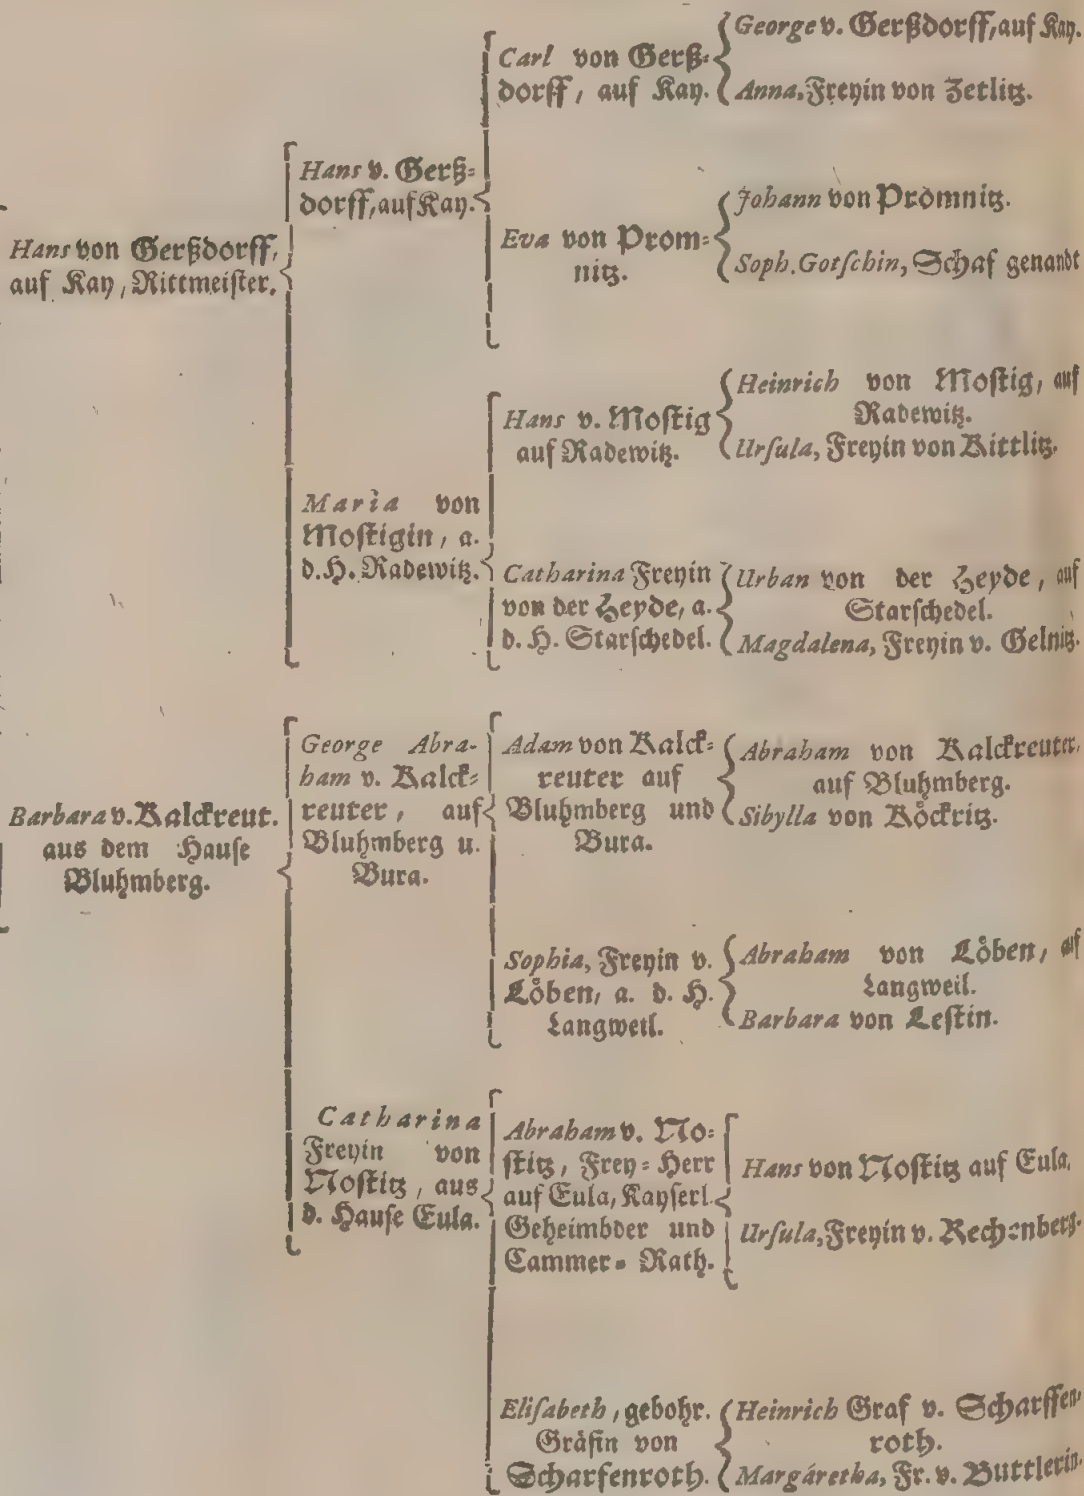 Hans von Gerßdorff,
auf Kay, Rittmeister.
Hans v. Gerß=
dorff, auf Kay.
Carl von Gerß=
dorff, auf Kay.
George v. Gerßdorff, auf Kay.
Anna, Freyin von Zetlitz.
Eva von Prom=
nitz.
Johann von Promnitz.
Soph. Gotſchin, Schaf genandt
Maria von
Noſtigin, a.
d. H. Radewitz.
Hans v. Noſtig
auf Radewitz.
Heinrich von Noſtig, auf
Radewitz.
Urſula, Freyin von Kittlitz.
Catharina Freyin
von der Heyde, a.
d. H. Starſchedel.
Urban von der Heyde, auf
Starſchedel.
Magdalena, Freyin v. Gelnitz.
Barbara v. Kalckreut.
aus dem Hauſe
Bluhmberg.
George Abra-
ham v. Kalck=
reuter, auf
Bluhmberg u.
Bura.
Adam von Kalck=
reuter auf
Bluhmberg und
Bura.
Abraham von Kalckreuter,
auf Bluhmberg.
Sibylla von Köckritz.
Sophia, Freyin v.
Löben, a. d. H.
Langweil.
Abraham von Löben, auf
Langweil.
Barbara von Leſtin.
Catharina
Freyin von
Noſtitz, aus
d. Hauſe Eula.
Abraham v. No=
ſtitz, Frey=Herr
auf Eula, Kayſerl.
Geheimbder und
Cammer=Rath.
Hans von Noſtitz auf Eula,
Urſula, Freyin v. Rechenberg.
Eliſabeth, gebohr.
Gräfin von
Scharfenroth.
Heinrich Graf v. Scharffen=
roth.
Margáretha, Fr. v. Buttlerin.